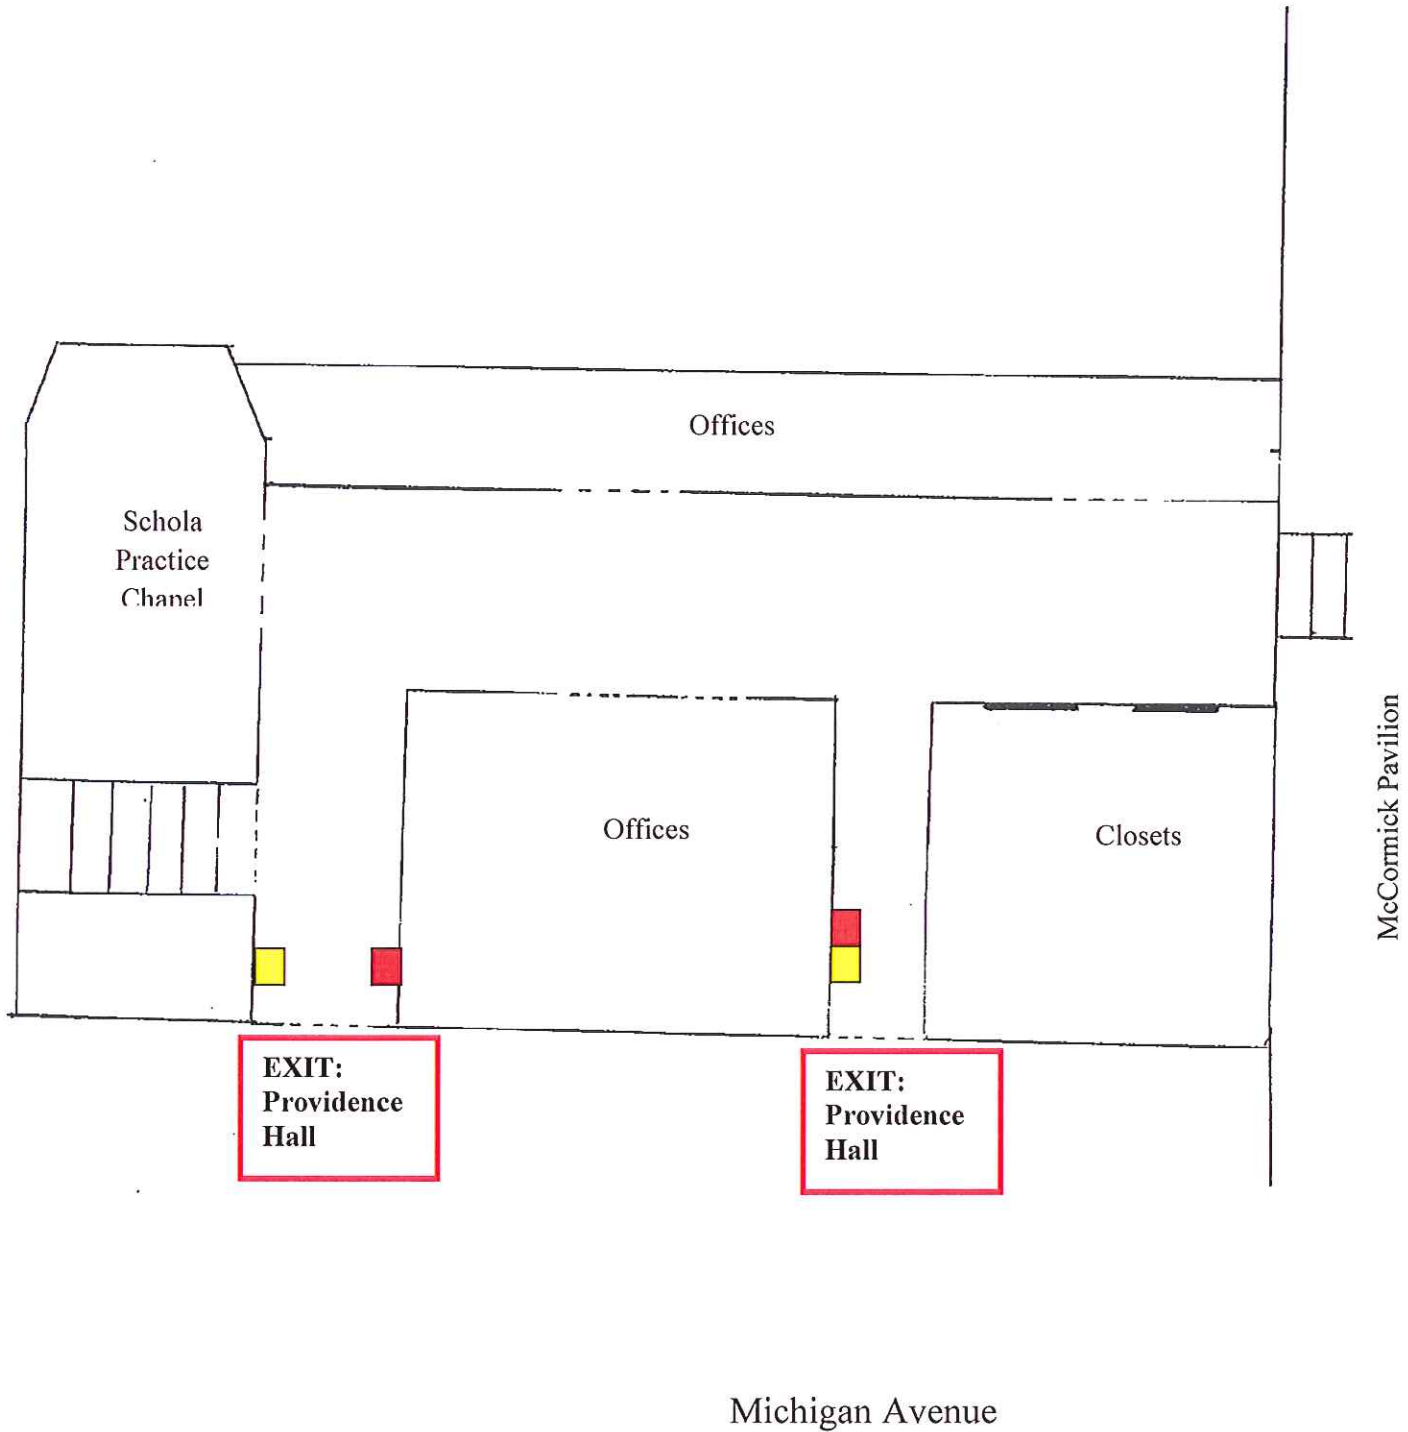 Offices
Schola
Practice
Chapel
Offices
Closets
McCormick Pavilion
EXIT:
Providence
Hall
EXIT:
Providence
Hall
Michigan Avenue